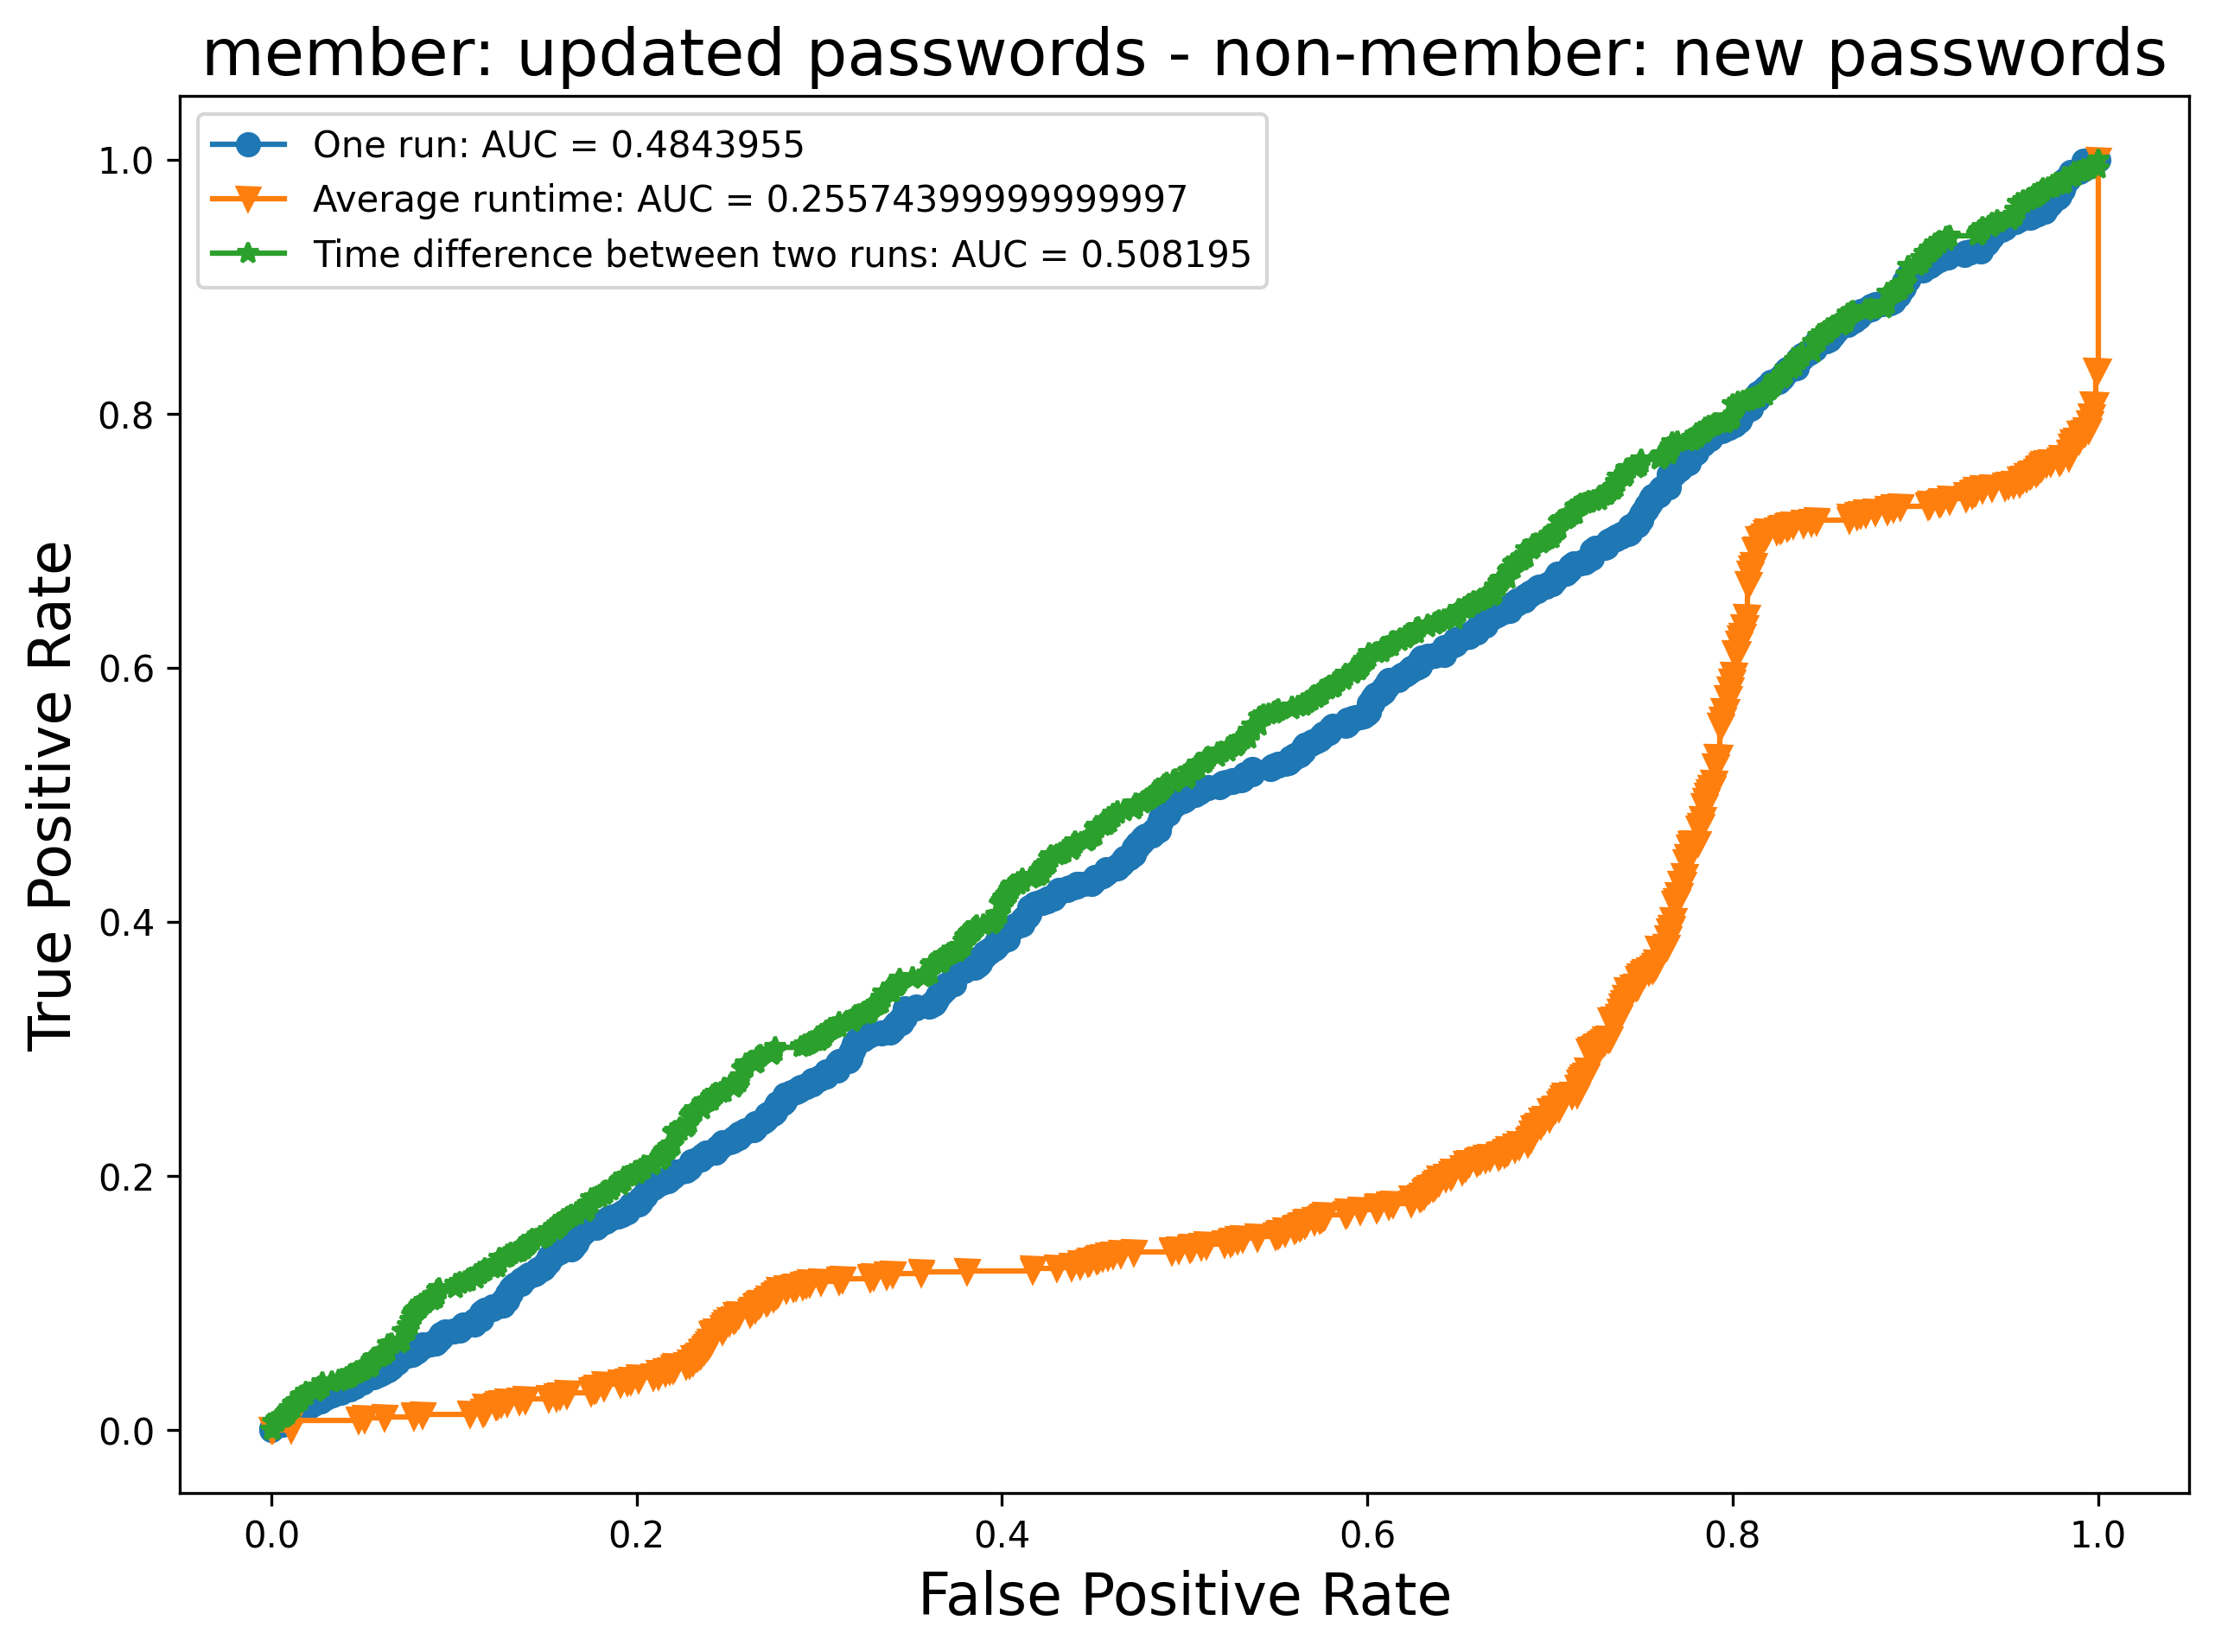 member: updated passwords - non-member: new passwords
One run: AUC = 0.4843955
Average runtime: AUC = 0.25574399999999997
Time difference between two runs: AUC = 0.508195
1.0
0.8
0.6
0.4
0.2
0.0
True Positive Rate
0.0 0.2 0.4 0.6 0.8 1.0
False Positive Rate